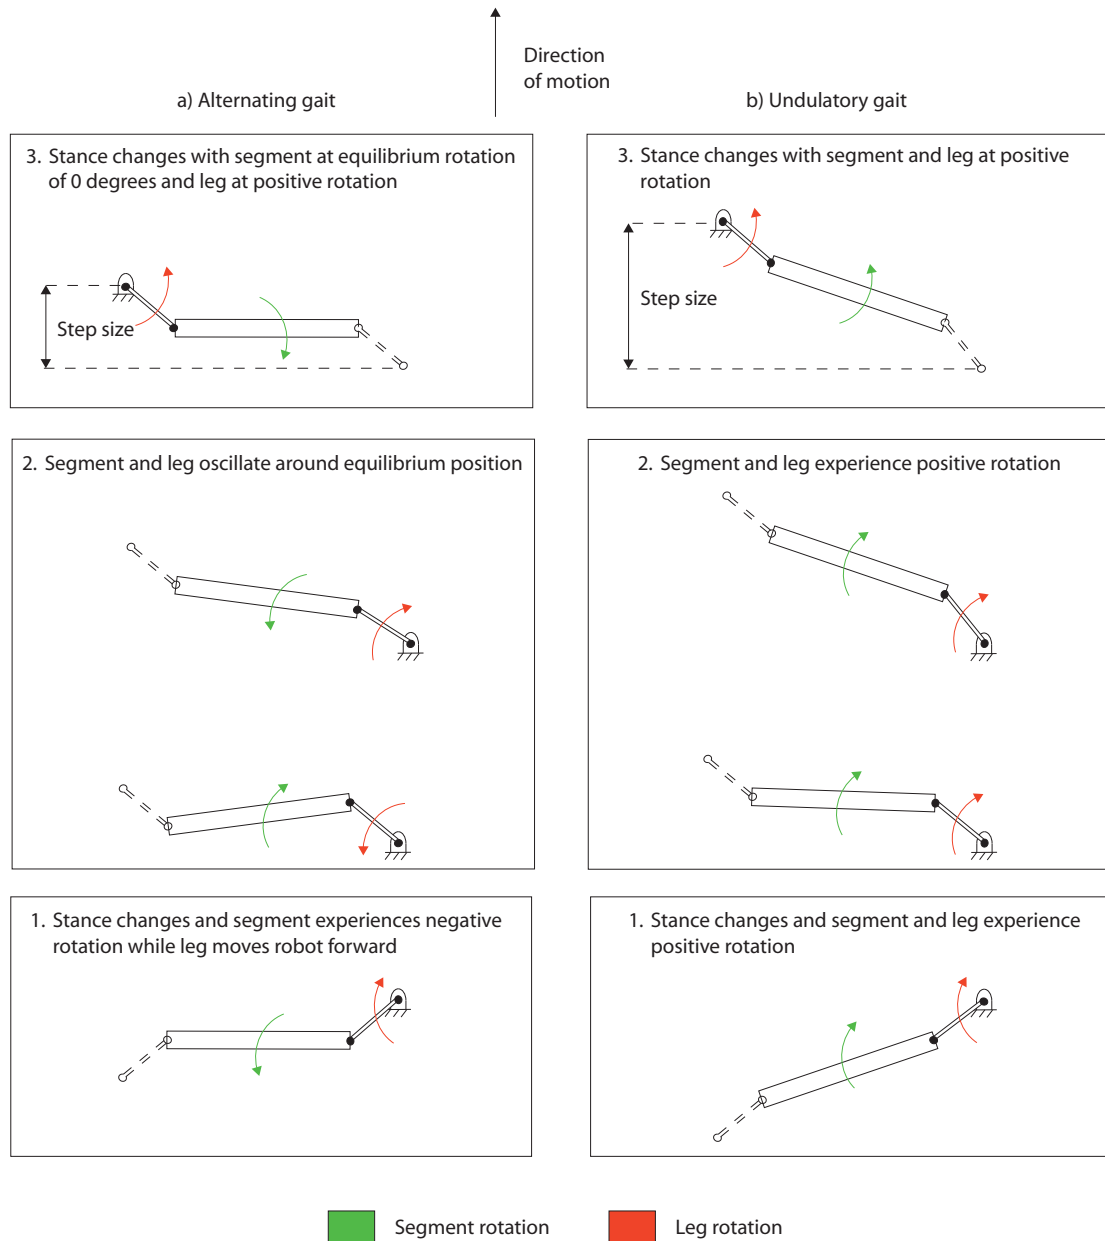 Direction
of motion
a) Alternating gait
b) Undulatory gait
3. Stance changes with segment at equilibrium rotation
of 0 degrees and leg at positive rotation
Step size
3. Stance changes with segment and leg at positive
rotation
Step size
2. Segment and leg oscillate around equilibrium position
2. Segment and leg experience positive rotation
1. Stance changes and segment experiences negative
rotation while leg moves robot forward
1. Stance changes and segment and leg experience
positive rotation
Segment rotation
Leg rotation